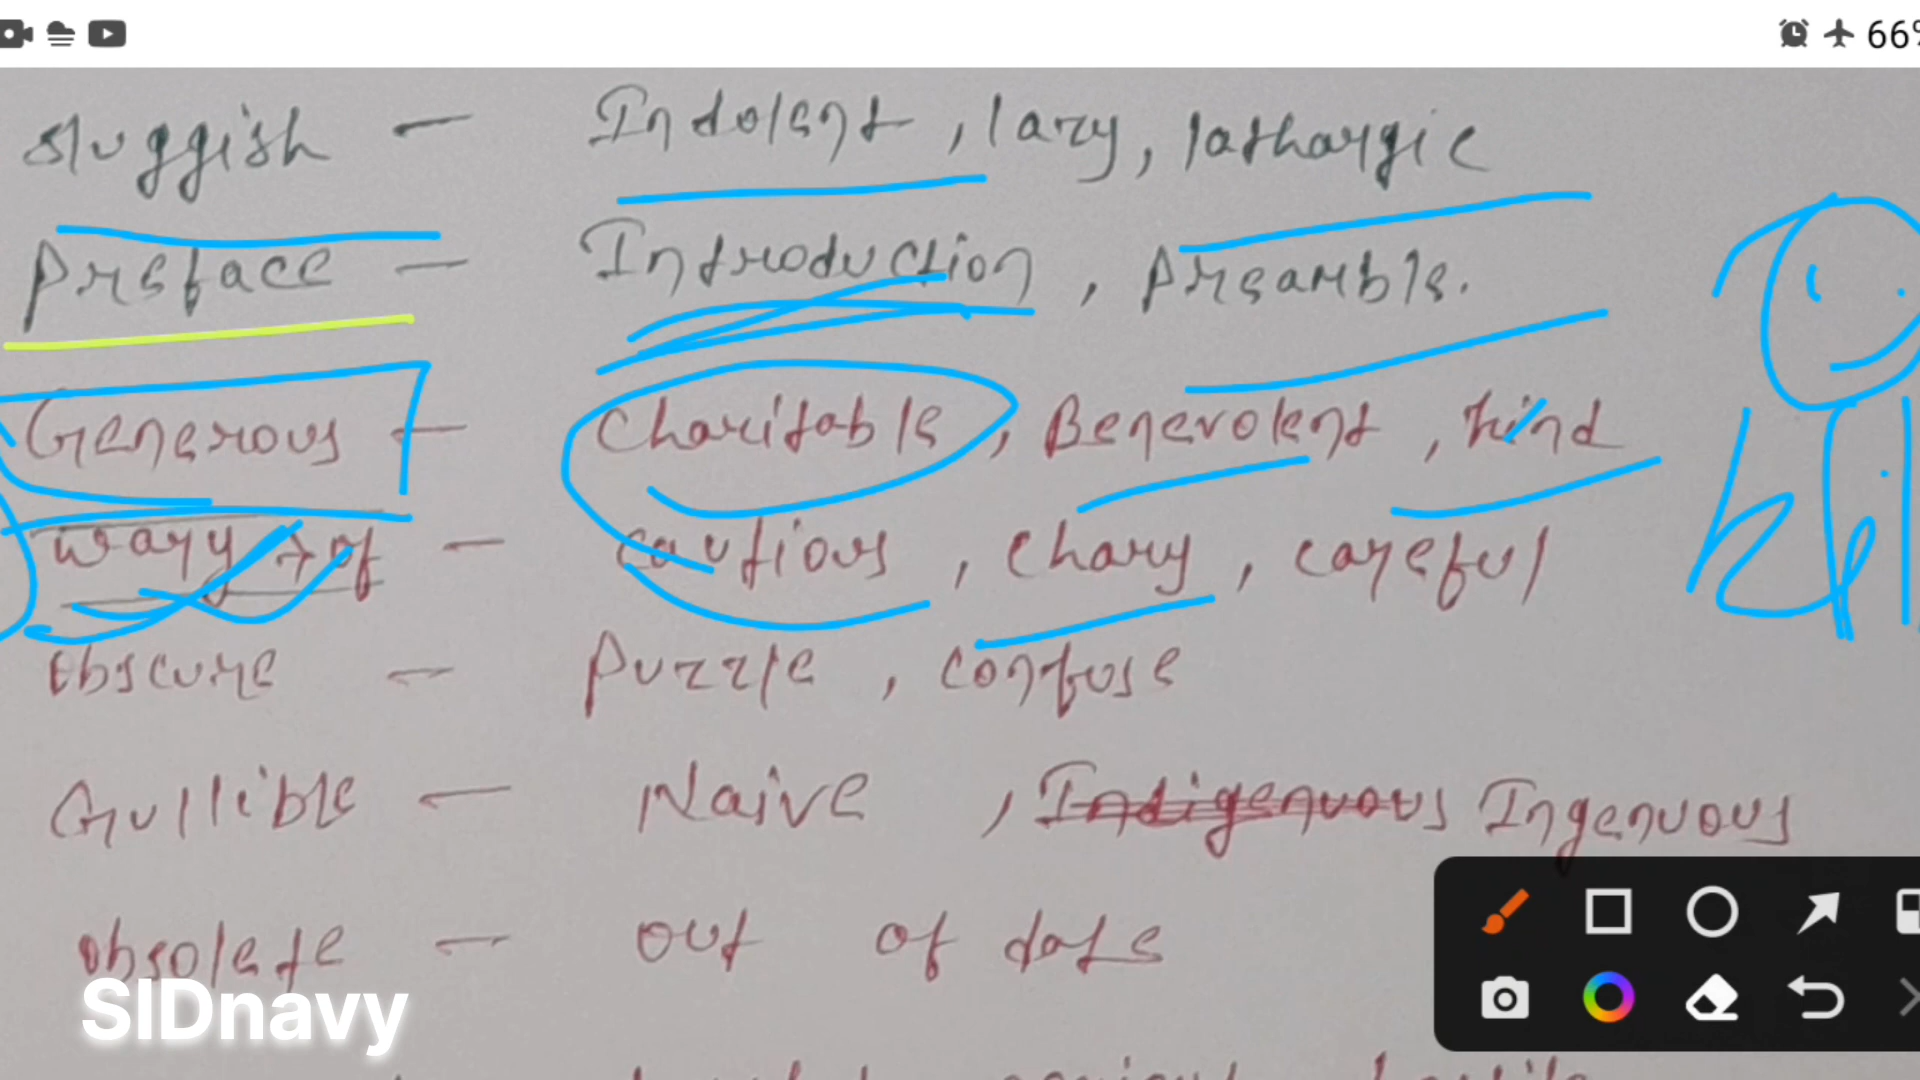 66%
Sluggish - Indolent, lazy, lathargic
Preface - Introduction, Preamble.
Generous - Charitable, Benevolent, kind
Wary + of - Cautious, Chary, careful
Obscure - Puzzle, Confuse
Gullible - Naive, Indigenuous Ingenuous
Obsolete - Out of date
SIDnavy